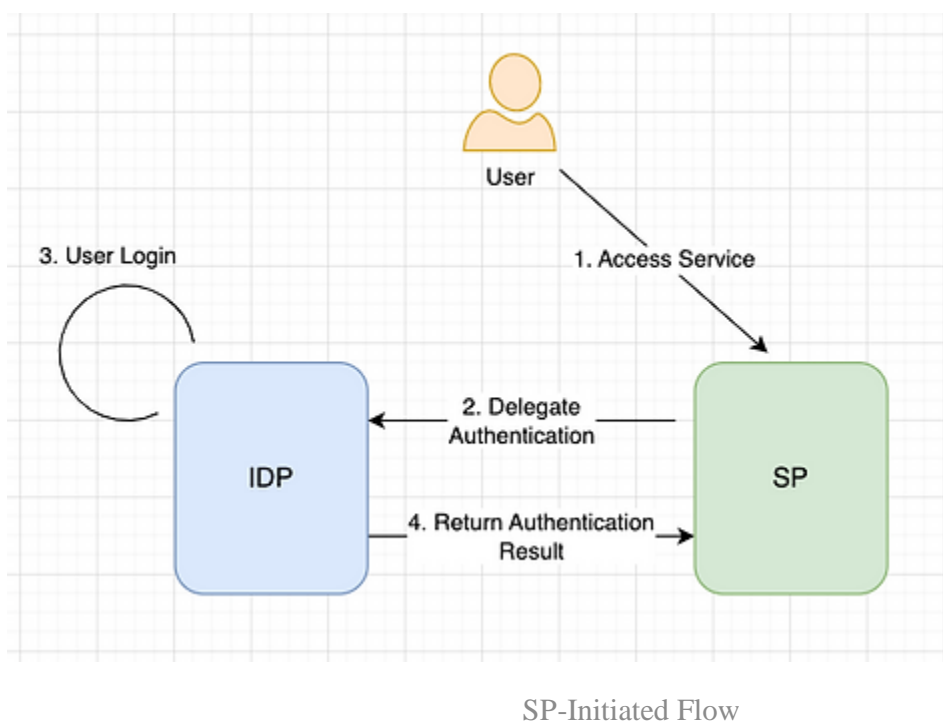 User
3. User Login
1. Access Service
2. Delegate
Authentication
IDP
SP
4. Return Authentication
Result
SP-Initiated Flow